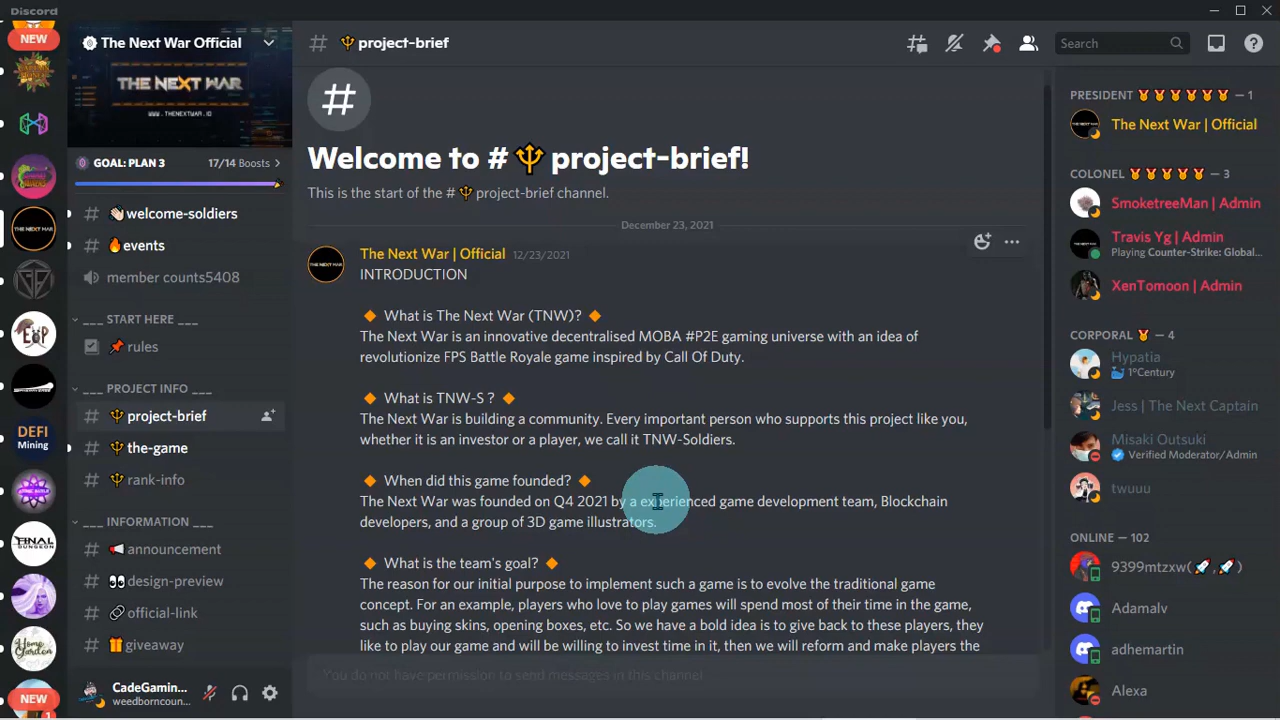 Discord
NEW
DEFI
Mining
NEW
1
The Next War Official
THE NEXT WAR
WWW.THENEXTWAR.IO
GOAL: PLAN 3
17/14 Boosts
# welcome-soldiers
# events
member counts5408
___ START HERE ___
rules
___ PROJECT INFO ___
# project-brief
# the-game
# rank-info
___ INFORMATION ___
# announcement
# design-preview
# official-link
# giveaway
CadeGamin...
weedborncoun...
# project-brief
Search
#
Welcome to # project-brief!
This is the start of the # project-brief channel.
December 23, 2021
The Next War | Official 12/23/2021
INTRODUCTION
What is The Next War (TNW)?
The Next War is an innovative decentralised MOBA #P2E gaming universe with an idea of
revolutionize FPS Battle Royale game inspired by Call Of Duty.
What is TNW-S ?
The Next War is building a community. Every important person who supports this project like you,
whether it is an investor or a player, we call it TNW-Soldiers.
When did this game founded?
The Next War was founded on Q4 2021 by a experienced game development team, Blockchain
developers, and a group of 3D game illustrators.
What is the team's goal?
The reason for our initial purpose to implement such a game is to evolve the traditional game
concept. For an example, players who love to play games will spend most of their time in the game,
such as buying skins, opening boxes, etc. So we have a bold idea is to give back to these players, they
like to play our game and will be willing to invest time in it, then we will reform and make players the
You do not have permission to send messages in this channel.
PRESIDENT — 1
The Next War | Official
COLONEL — 3
SmoketreeMan | Admin
Travis Yg | Admin
Playing Counter-Strike: Global...
XenTomoon | Admin
CORPORAL — 4
Hypatia
1°Century
Jess | The Next Captain
Misaki Outsuki
Verified Moderator/Admin
twuuu
ONLINE — 102
9399mtzxw(🚀,🚀)
Adamalv
adhemartin
Alexa